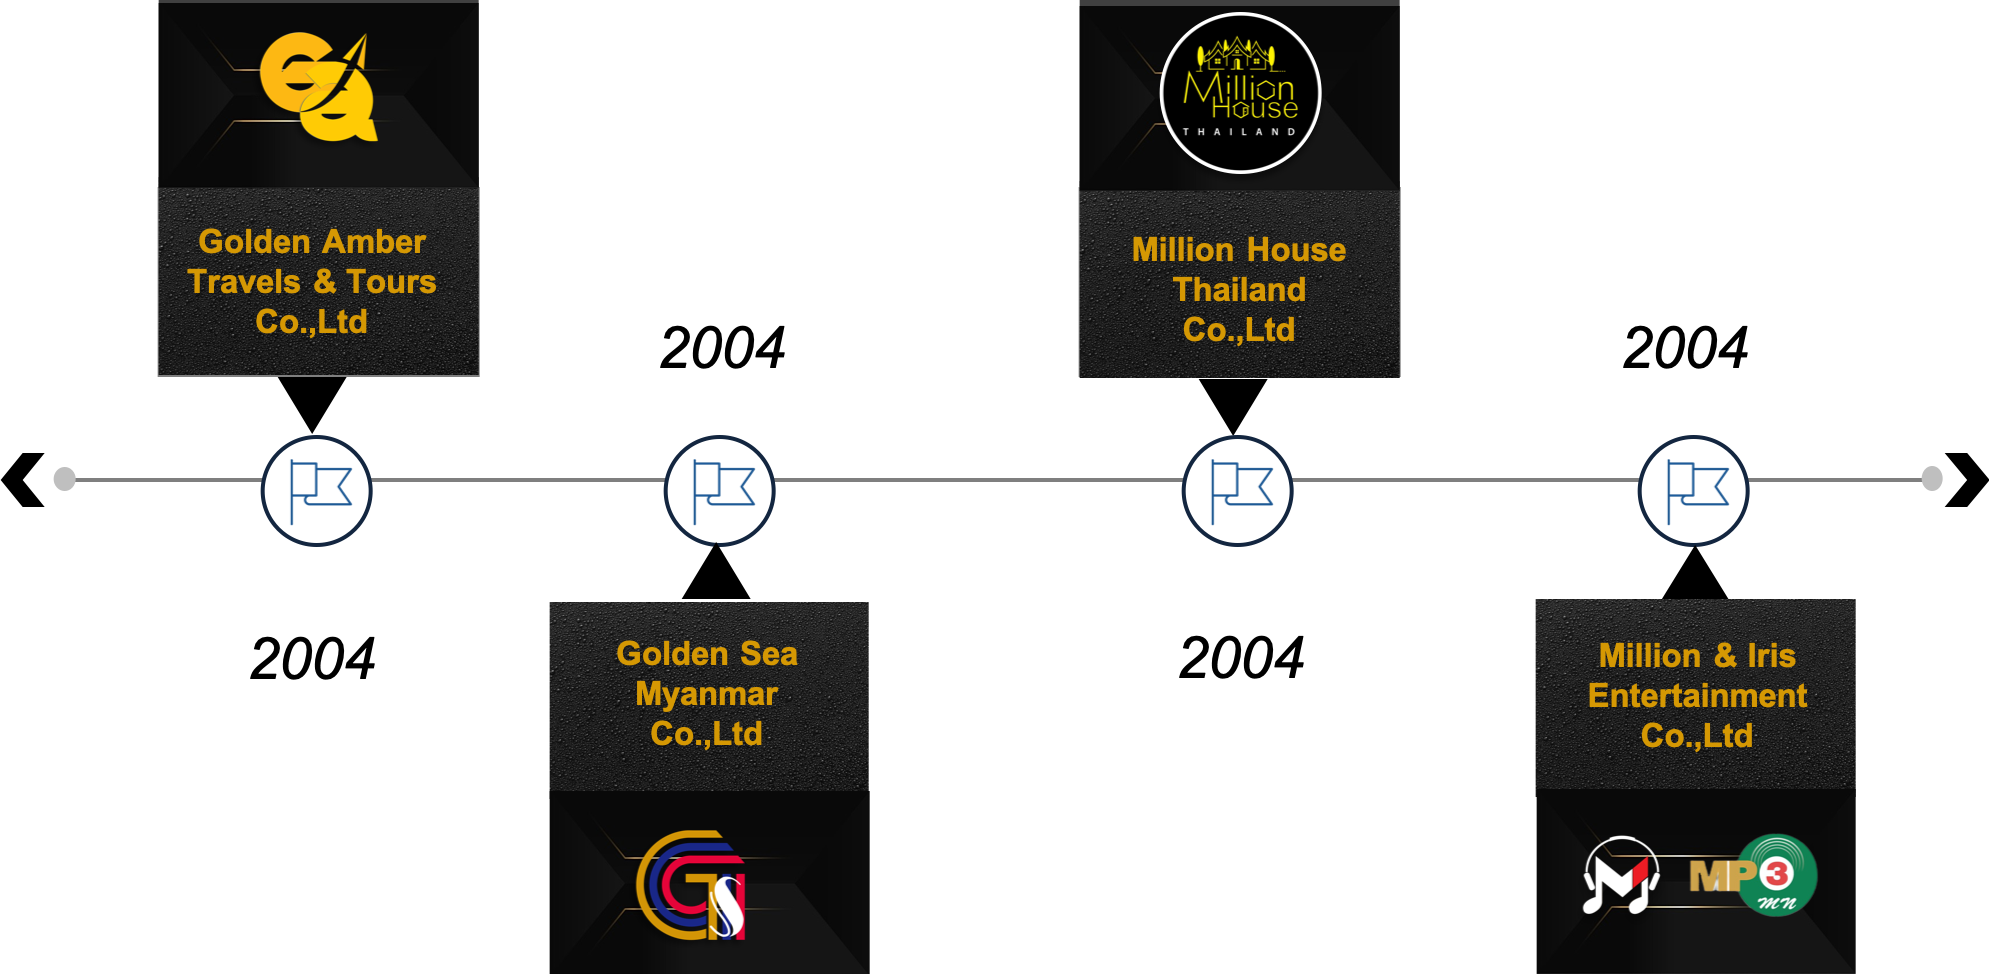 Million
House
THAILAND
Golden Amber
Travels & Tours
Co.,Ltd
Million House
Thailand
Co.,Ltd
2004
2004
2004
2004
Golden Sea
Myanmar
Co.,Ltd
Million & Iris
Entertainment
Co.,Ltd
MP3
MN